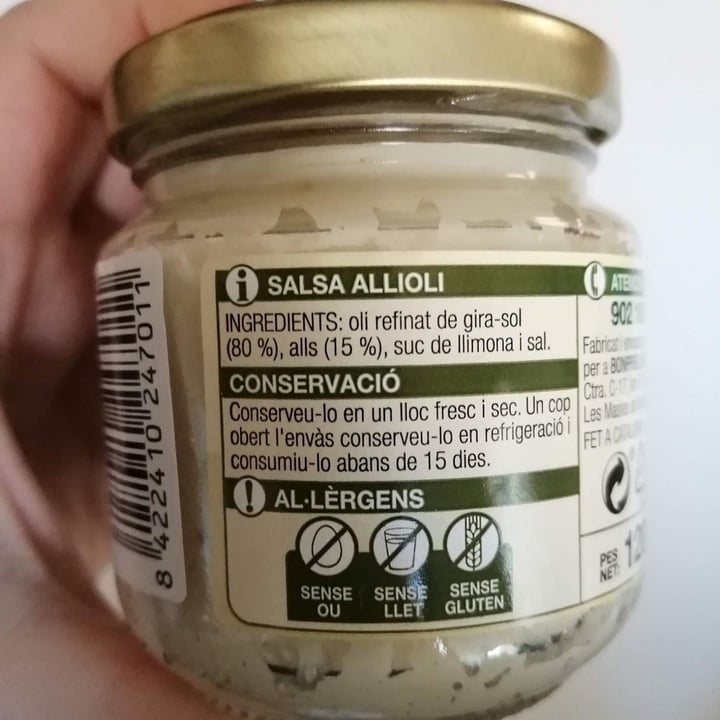 SALSA ALLIOLI
INGREDIENTS: oli refinat de gira-sol
(80 %), alls (15 %), suc de llimona i sal.
CONSERVACIÓ
Conserveu-lo en un lloc fresc i sec. Un cop
obert l'envàs conserveu-lo en refrigeració i
consumiu-lo abans de 15 dies.
AL·LÈRGENS
SENSE
OU
SENSE
LLET
SENSE
GLUTEN
902
Fabricat i
per a
Ctra. C-17,
Les Masies
FET A
PES
NET:
8 422410 247011